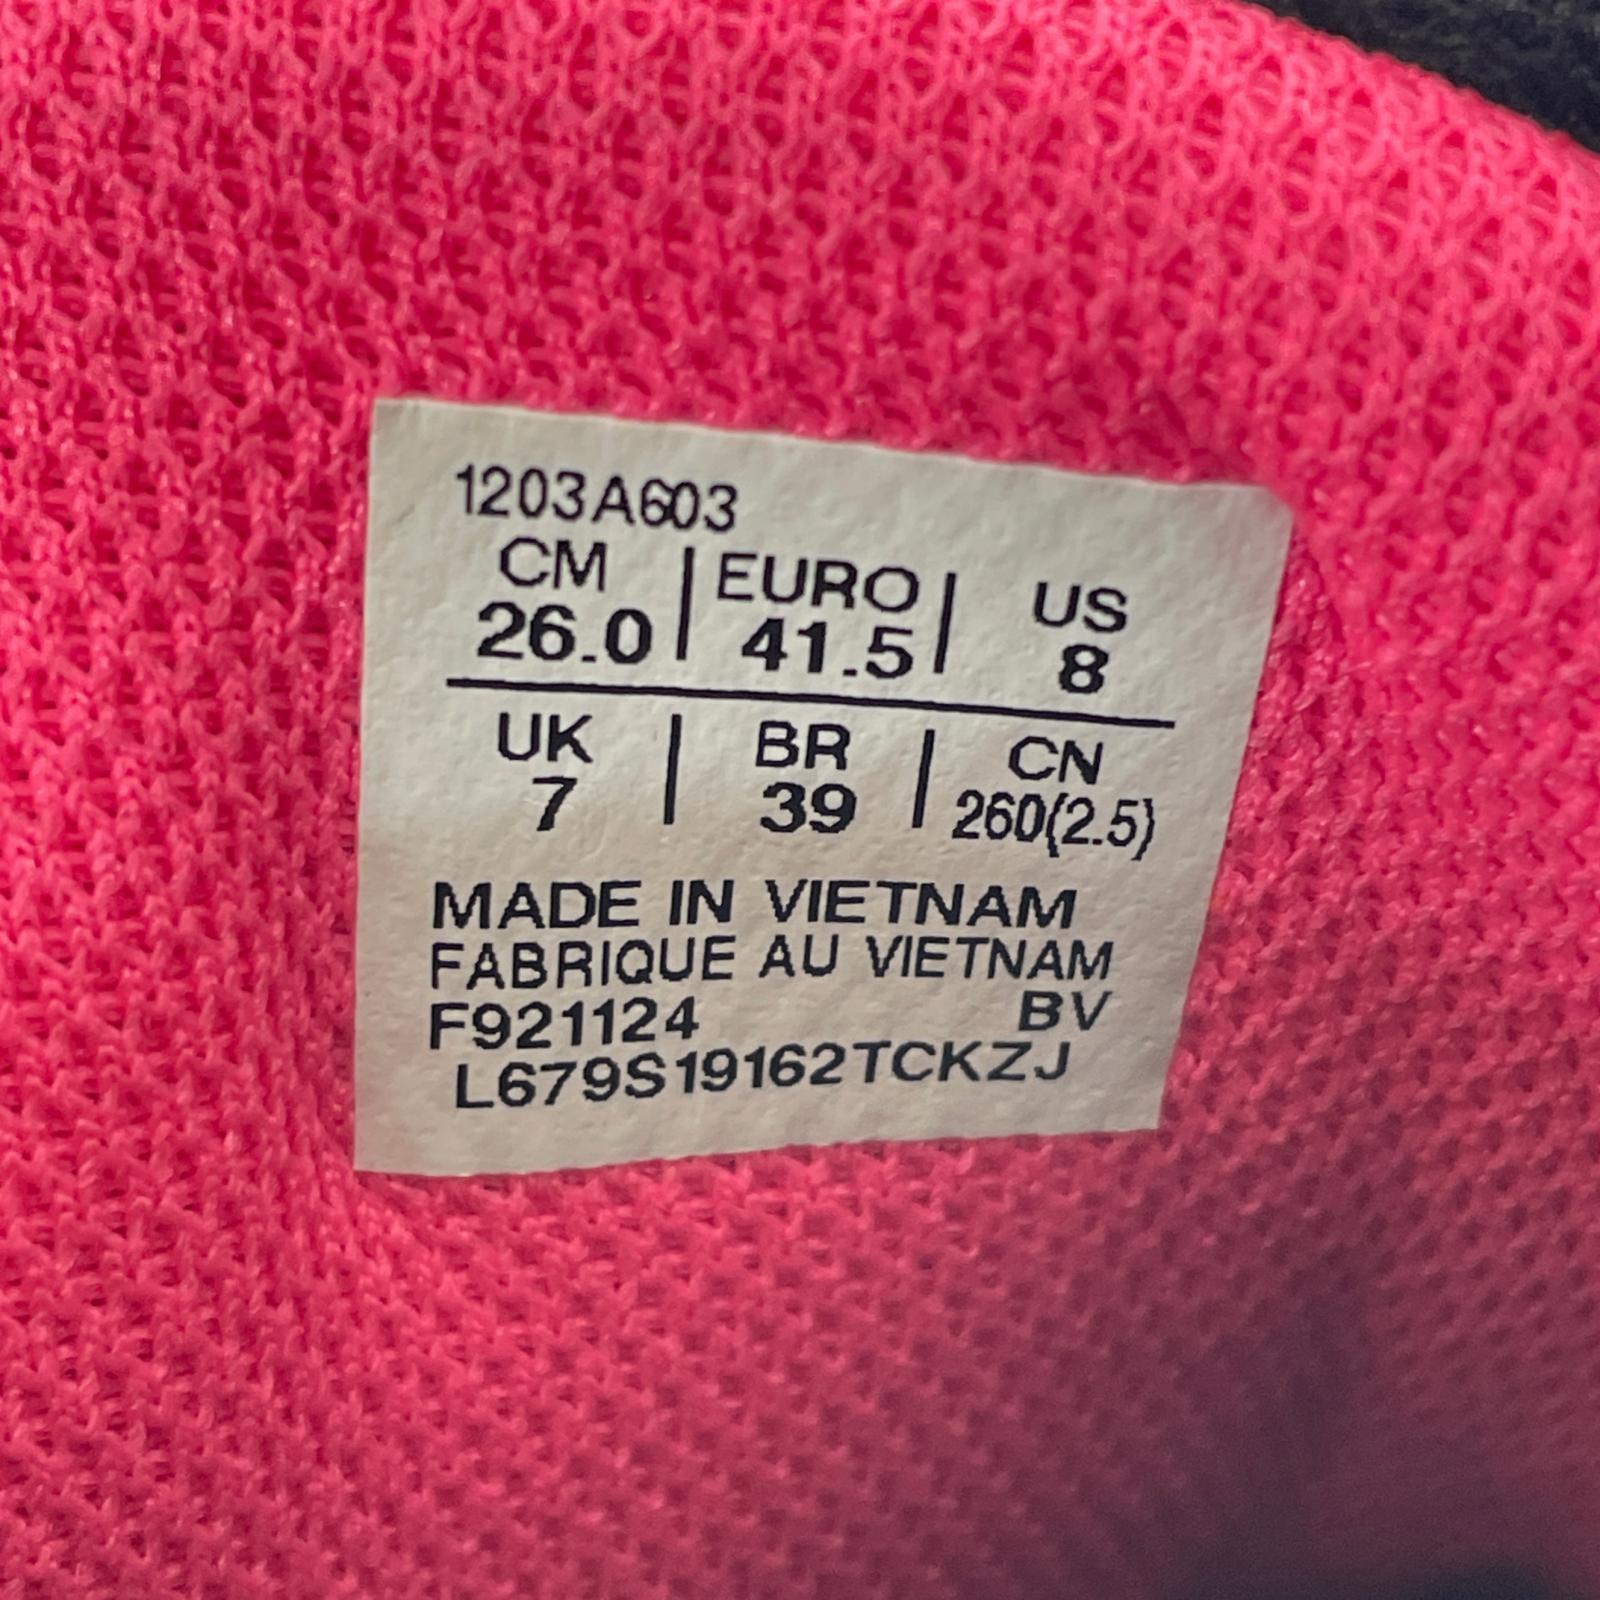 1203A603
CM | EURO | US
26.0 | 41.5 | 8
UK | BR | CN
7 | 39 | 260(2.5)
MADE IN VIETNAM
FABRIQUE AU VIETNAM
F921124 BV
L679S19162TCKZJ